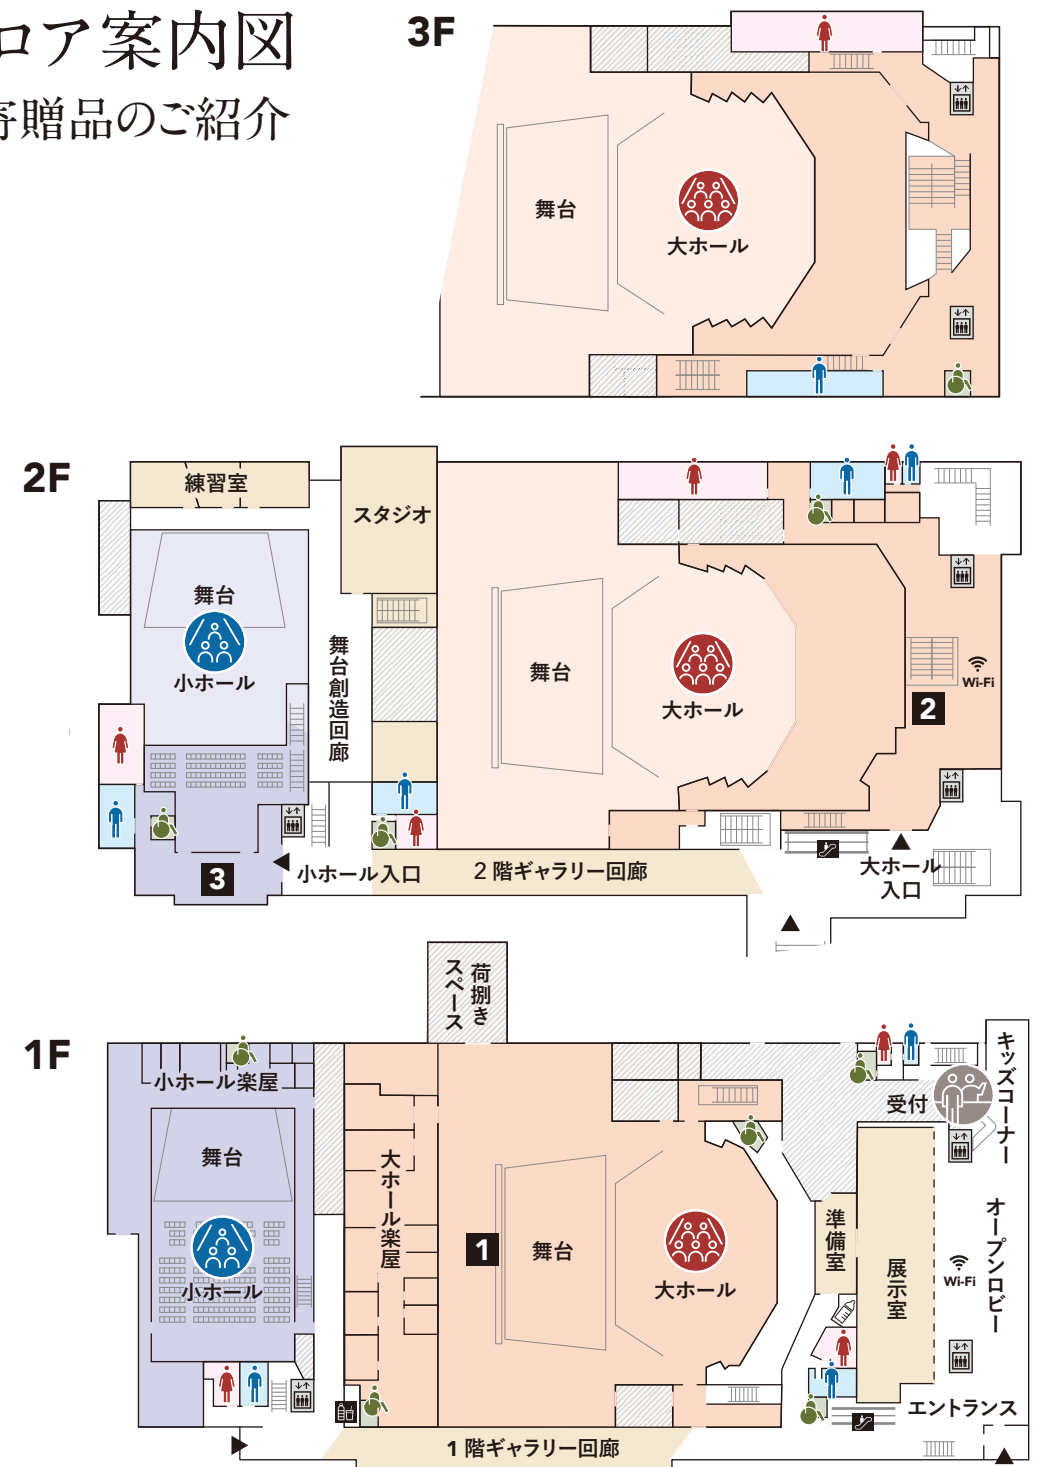 ロア案内図
寄贈品のご紹介
3F
舞台
大ホール
2F
練習室
スタジオ
舞台
小ホール
舞台創造回廊
舞台
大ホール
Wi-Fi
2
3
小ホール入口
2階ギャラリー回廊
大ホール
入口
1F
荷捌き
スペース
小ホール楽屋
キッズコーナー
受付
舞台
大ホール楽屋
1
舞台
大ホール
小ホール
準備室
展示室
Wi-Fi
オープンロビー
エントランス
1階ギャラリー回廊